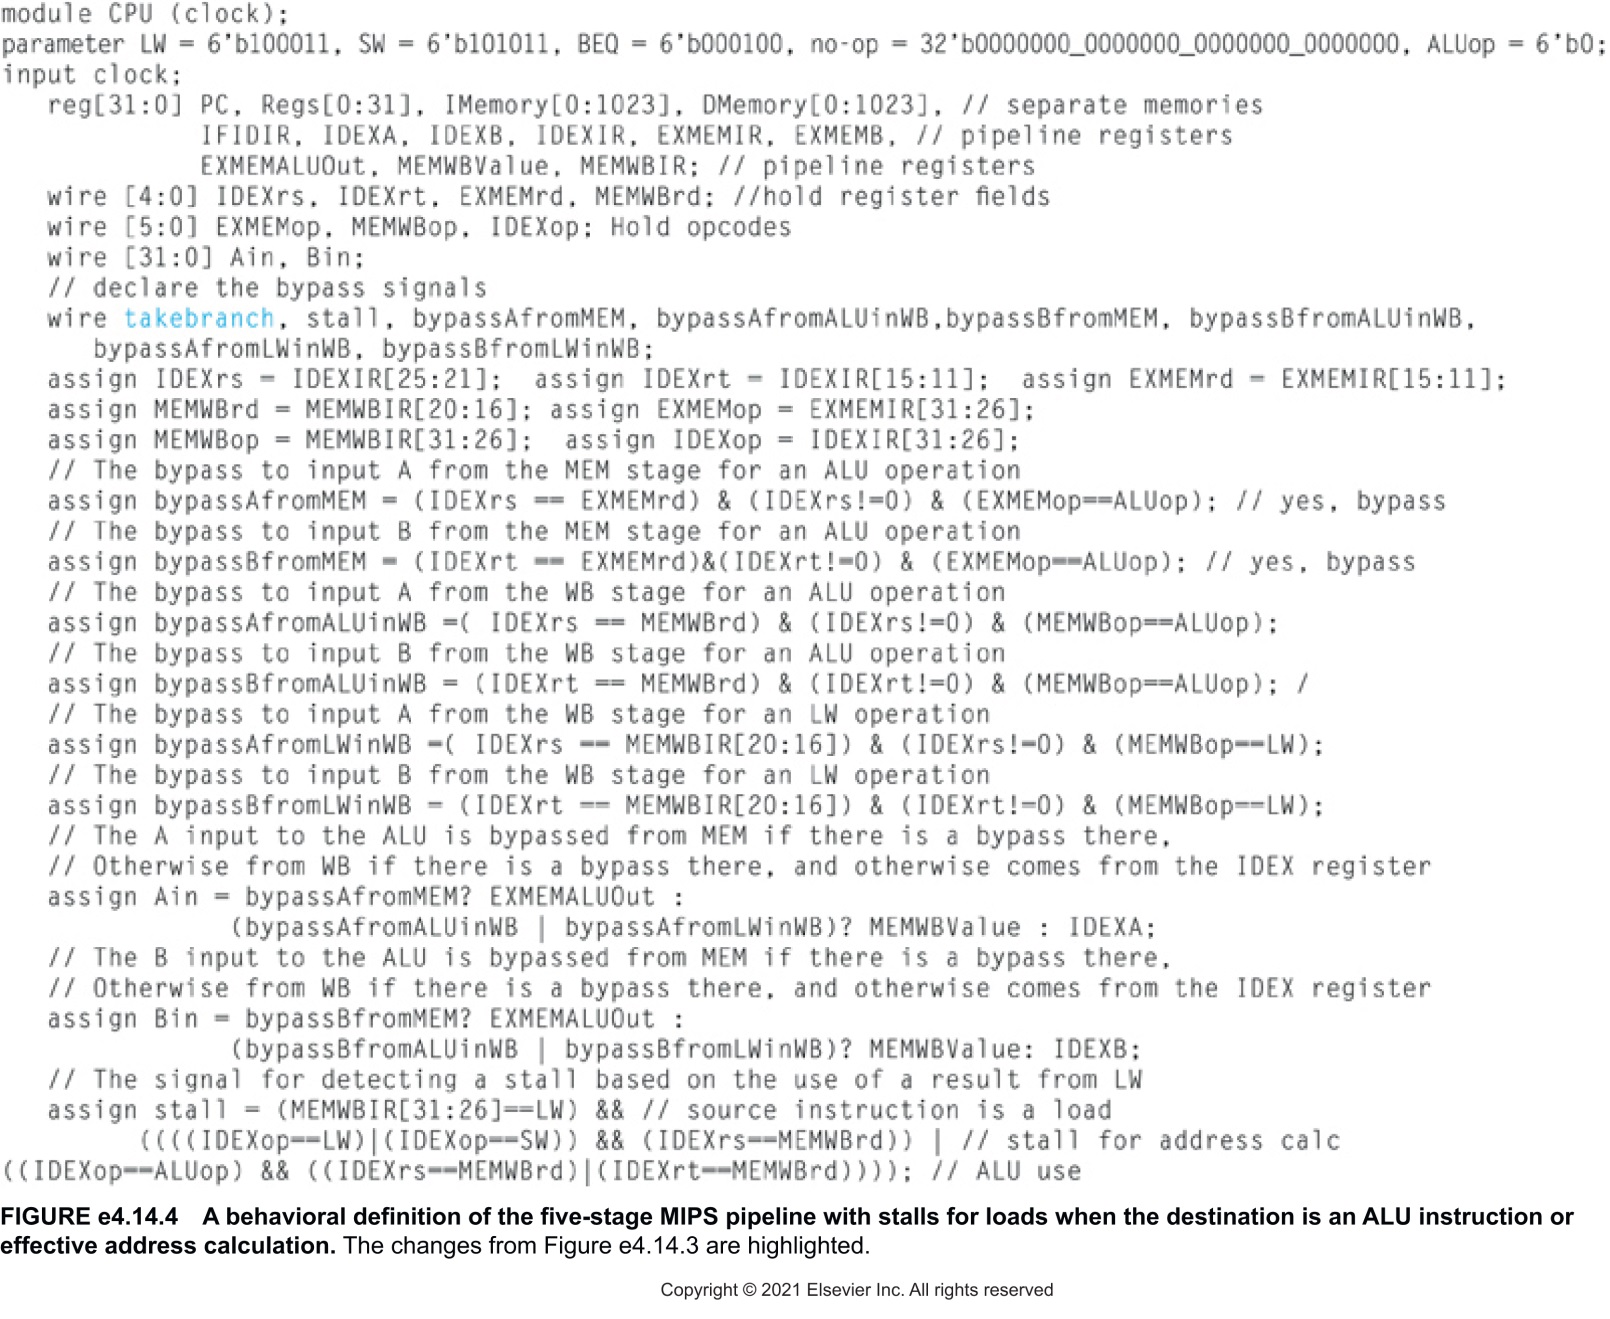 module CPU (clock);
parameter LW = 6'b100011, SW = 6'b101011, BEQ = 6'b000100, no-op = 32'b0000000_0000000_0000000_0000000, ALUop = 6'b0;
input clock;
reg[31:0] PC, Regs[0:31], IMemory[0:1023], DMemory[0:1023], // separate memories
IFIDIR, IDEXA, IDEXB, IDEXIR, EXMEMIR, EXMEMB, // pipeline registers
EXMEMALUOut, MEMWBValue, MEMWBIR; // pipeline registers
wire [4:0] IDEXrs, IDEXrt, EXMEMrd, MEMWBrd; //hold register fields
wire [5:0] EXMEMop, MEMWBop, IDEXop; Hold opcodes
wire [31:0] Ain, Bin;
// declare the bypass signals
wire takebranch, stall, bypassAfromMEM, bypassAfromALUinWB,bypassBfromMEM, bypassBfromALUinWB,
bypassAfromLWinWB, bypassBfromLWinWB;
assign IDEXrs = IDEXIR[25:21]; assign IDEXrt = IDEXIR[15:11]; assign EXMEMrd = EXMEMIR[15:11];
assign MEMWBrd = MEMWBIR[20:16]; assign EXMEMop = EXMEMIR[31:26];
assign MEMWBop = MEMWBIR[31:26]; assign IDEXop = IDEXIR[31:26];
// The bypass to input A from the MEM stage for an ALU operation
assign bypassAfromMEM = (IDEXrs == EXMEMrd) & (IDEXrs!=0) & (EXMEMop==ALUop); // yes, bypass
// The bypass to input B from the MEM stage for an ALU operation
assign bypassBfromMEM = (IDEXrt == EXMEMrd)&(IDEXrt!=0) & (EXMEMop==ALUop); // yes, bypass
// The bypass to input A from the WB stage for an ALU operation
assign bypassAfromALUinWB =( IDEXrs == MEMWBrd) & (IDEXrs!=0) & (MEMWBop==ALUop);
// The bypass to input B from the WB stage for an ALU operation
assign bypassBfromALUinWB = (IDEXrt == MEMWBrd) & (IDEXrt!=0) & (MEMWBop==ALUop); /
// The bypass to input A from the WB stage for an LW operation
assign bypassAfromLWinWB =( IDEXrs == MEMWBIR[20:16]) & (IDEXrs!=0) & (MEMWBop==LW);
// The bypass to input B from the WB stage for an LW operation
assign bypassBfromLWinWB = (IDEXrt == MEMWBIR[20:16]) & (IDEXrt!=0) & (MEMWBop==LW);
// The A input to the ALU is bypassed from MEM if there is a bypass there,
// Otherwise from WB if there is a bypass there, and otherwise comes from the IDEX register
assign Ain = bypassAfromMEM? EXMEMALUOut :
(bypassAfromALUinWB | bypassAfromLWinWB)? MEMWBValue : IDEXA;
// The B input to the ALU is bypassed from MEM if there is a bypass there,
// Otherwise from WB if there is a bypass there, and otherwise comes from the IDEX register
assign Bin = bypassBfromMEM? EXMEMALUOut :
(bypassBfromALUinWB | bypassBfromLWinWB)? MEMWBValue: IDEXB;
// The signal for detecting a stall based on the use of a result from LW
assign stall = (MEMWBIR[31:26]==LW) && // source instruction is a load
((((IDEXop==LW)|(IDEXop==SW)) && (IDEXrs==MEMWBrd)) | // stall for address calc
((IDEXop==ALUop) && ((IDEXrs==MEMWBrd)|(IDEXrt==MEMWBrd)))); // ALU use
FIGURE e4.14.4 A behavioral definition of the five-stage MIPS pipeline with stalls for loads when the destination is an ALU instruction or
effective address calculation. The changes from Figure e4.14.3 are highlighted.
Copyright © 2021 Elsevier Inc. All rights reserved